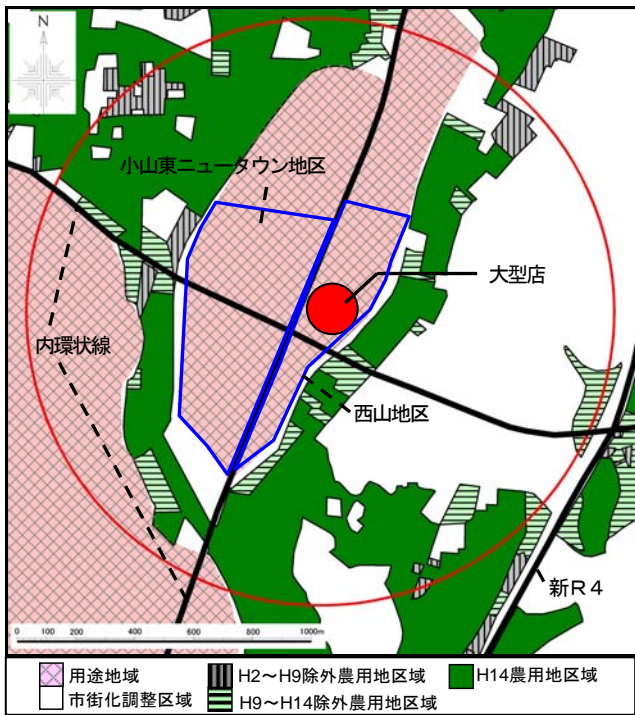 N
小山東ニュータウン地区
大型店
内環状線
西山地区
新R4
0 200 400 600 800 1000m
用途地域
H2～H9除外農用地区域
H14農用地区域
市街化調整区域
H9～H14除外農用地区域